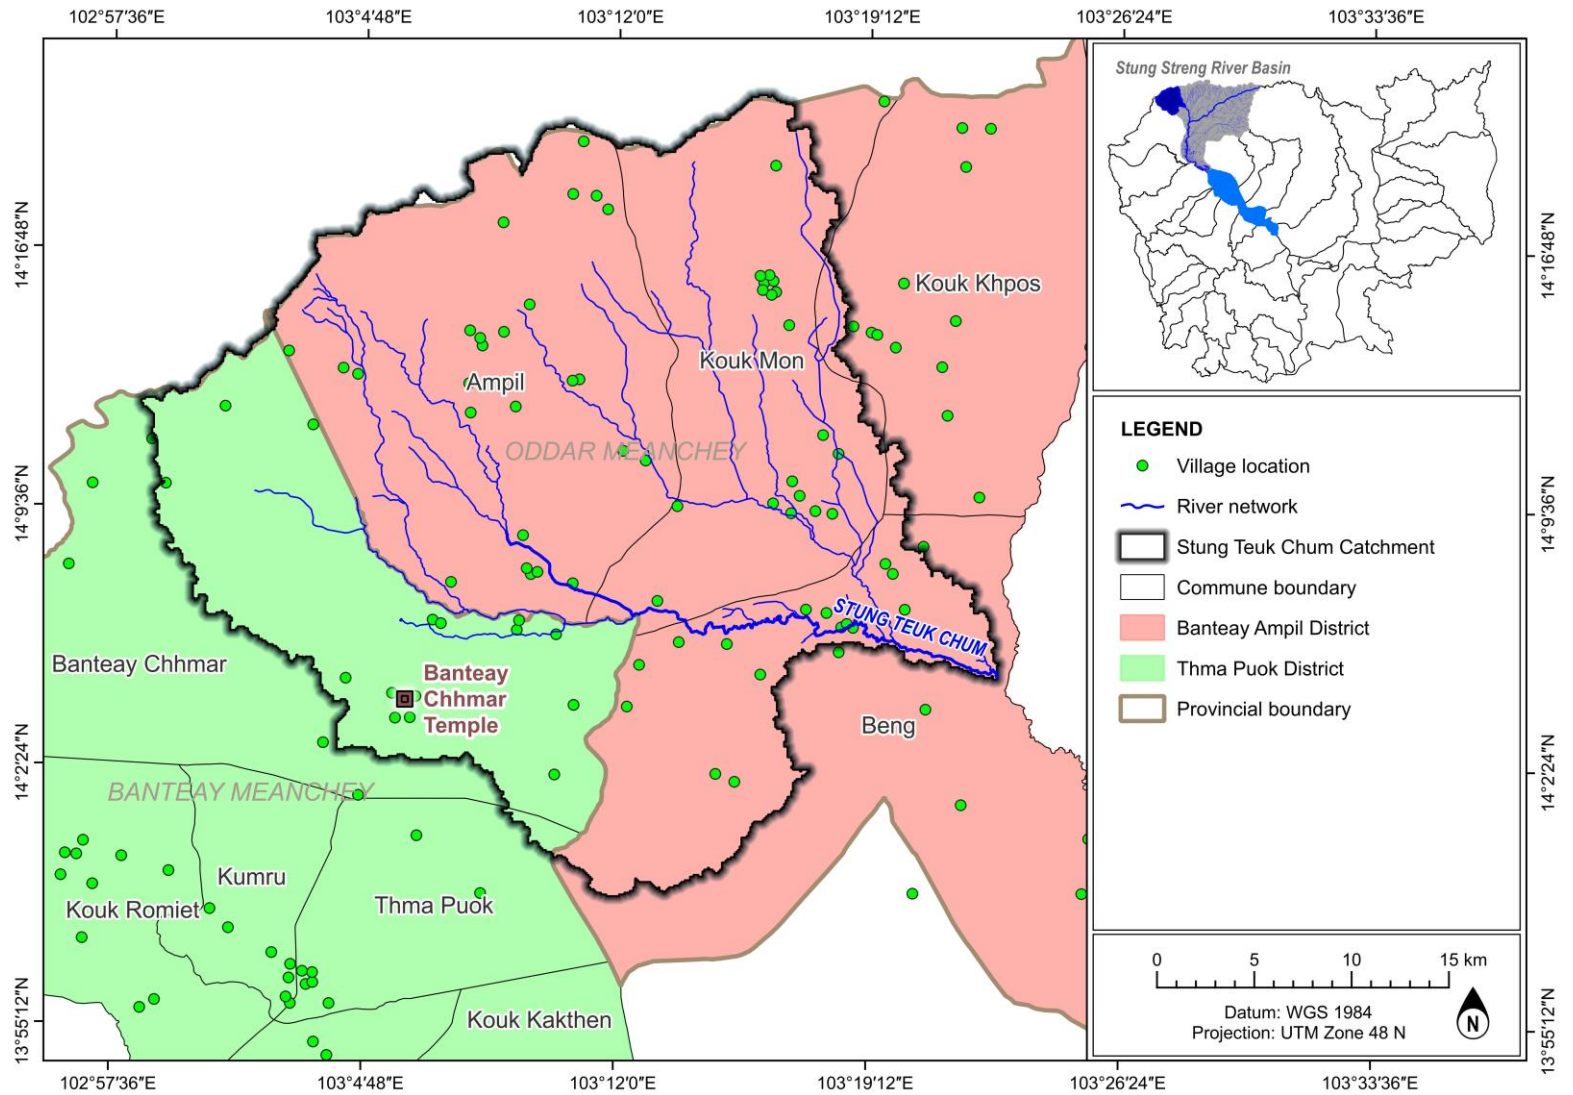 102°57'36"E 103°4'48"E 103°12'0"E 103°19'12"E 103°26'24"E 103°33'36"E
14°16'48"N
14°9'36"N
14°2'24"N
13°55'12"N
Kouk Khpos
Kouk Mon
Ampil
ODDAR MEANCHEY
STUNG TEUK CHUM
Banteay Chhmar
Banteay
Chhmar
Temple
Beng
BANTEAY MEANCHEY
Kumru
Kouk Romiet
Thma Puok
Kouk Kakthen
Stung Streng River Basin
LEGEND
Village location
River network
Stung Teuk Chum Catchment
Commune boundary
Banteay Ampil District
Thma Puok District
Provincial boundary
0 5 10 15 km
Datum: WGS 1984
Projection: UTM Zone 48 N
N
14°16'48"N
14°9'36"N
14°2'24"N
13°55'12"N
102°57'36"E 103°4'48"E 103°12'0"E 103°19'12"E 103°26'24"E 103°33'36"E